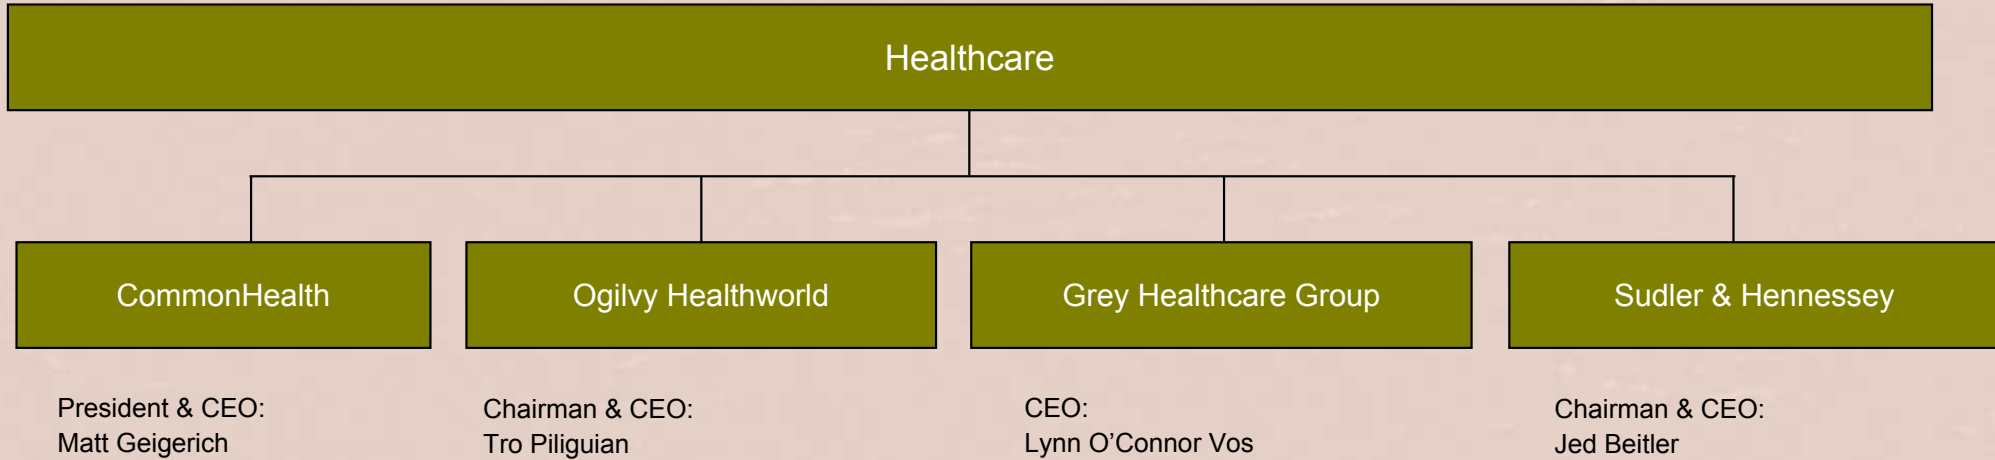 Healthcare
CommonHealth
Ogilvy Healthworld
Grey Healthcare Group
Sudler & Hennessey
President & CEO:
Matt Geigerich
Chairman & CEO:
Tro Piliguian
CEO:
Lynn O’Connor Vos
Chairman & CEO:
Jed Beitler